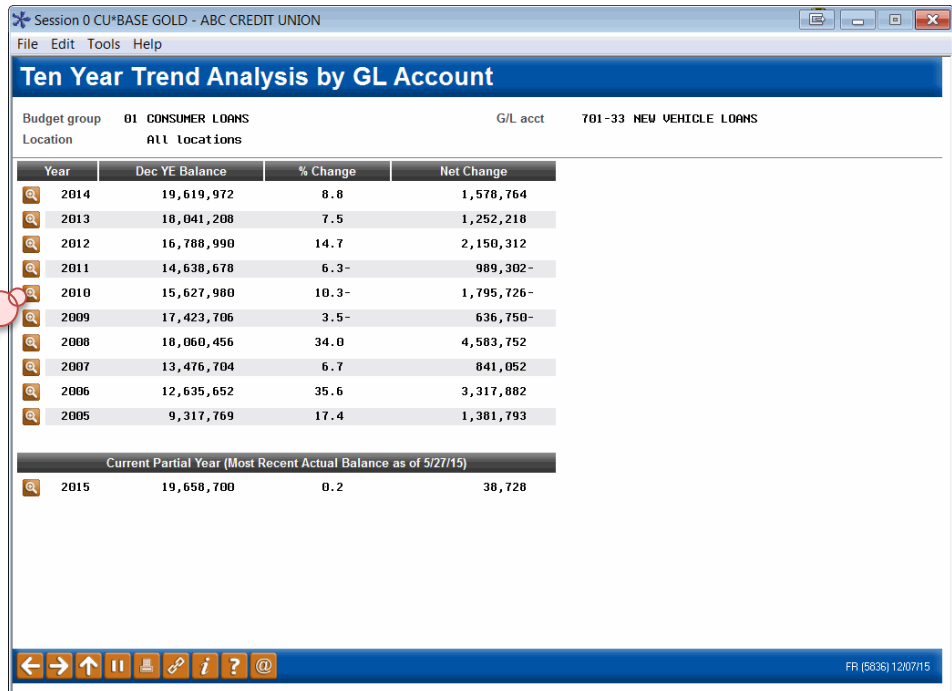 Session 0 CU*BASE GOLD - ABC CREDIT UNION
File Edit Tools Help
Ten Year Trend Analysis by GL Account
Budget group 01 CONSUMER LOANS G/L acct 701-33 NEW VEHICLE LOANS
Location All locations
Year Dec YE Balance % Change Net Change
2014 19,619,972 8.8 1,578,764
2013 18,041,208 7.5 1,252,218
2012 16,788,990 14.7 2,150,312
2011 14,638,678 6.3- 989,302-
2010 15,627,980 10.3- 1,795,726-
2009 17,423,706 3.5- 636,750-
2008 18,060,456 34.0 4,583,752
2007 13,476,704 6.7 841,052
2006 12,635,652 35.6 3,317,882
2005 9,317,769 17.4 1,381,793
Current Partial Year (Most Recent Actual Balance as of 5/27/15)
2015 19,658,700 0.2 38,728
FR (5836) 12/07/15